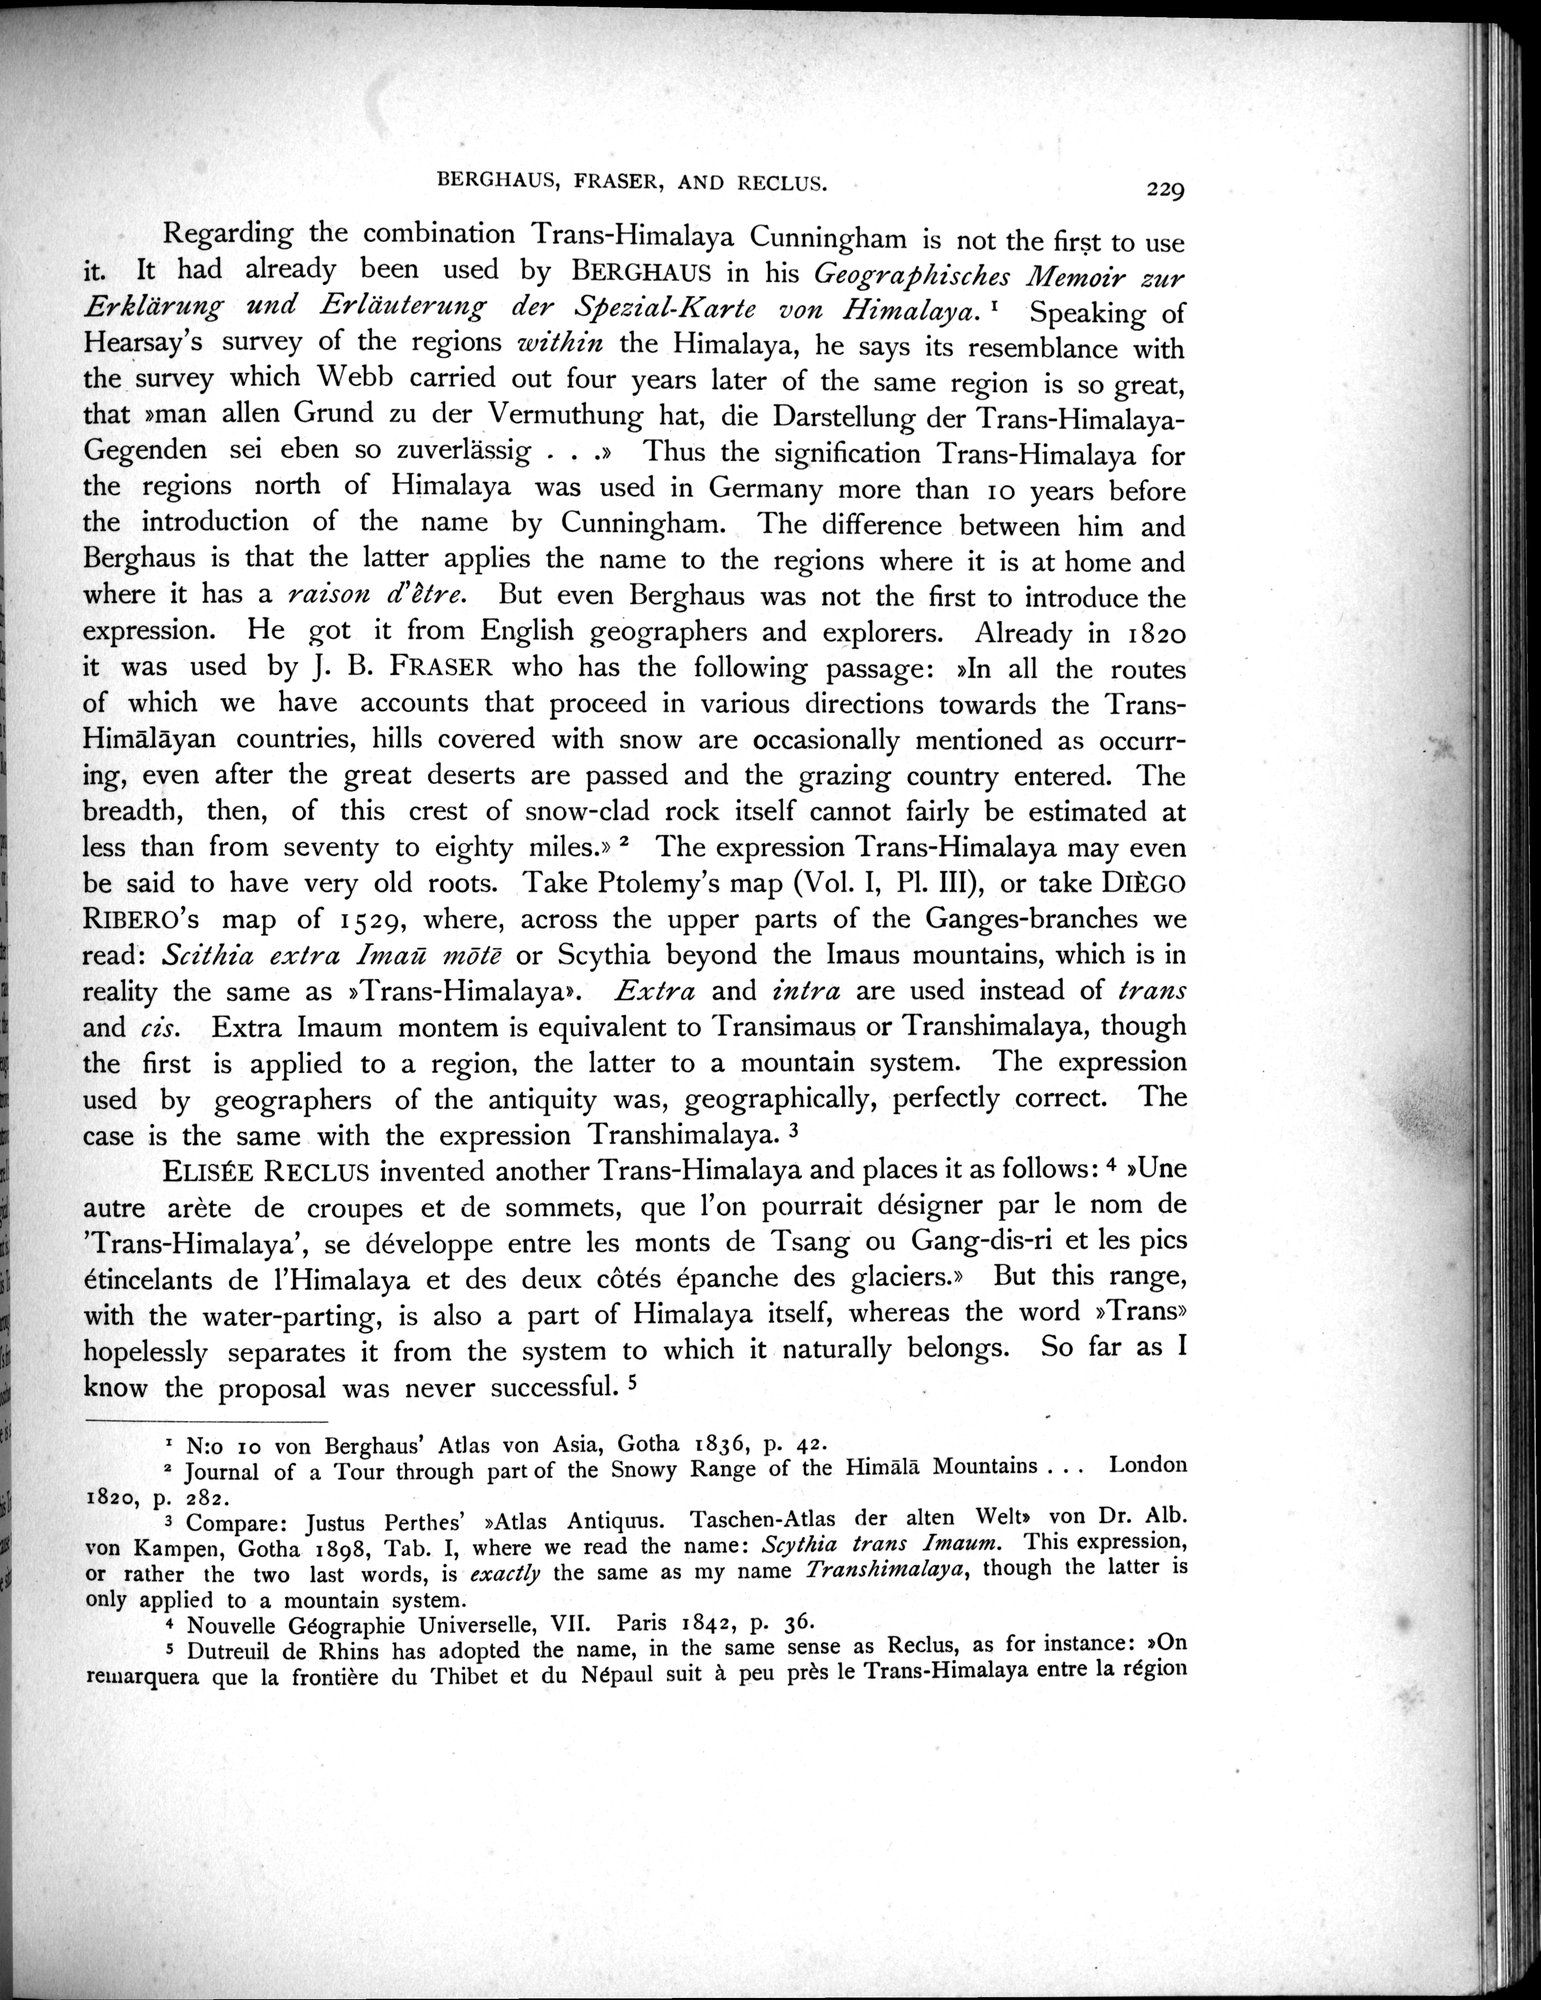 BERGHAUS, FRASER, AND RECLUS.
229
Regarding the combination Trans-Himalaya Cunningham is not the first to use
it. It had already been used by BERGHAUS in his Geographisches Memoir zur
Erklärung und Erläuterung der Spezial-Karte von Himalaya. ¹ Speaking of
Hearsay's survey of the regions within the Himalaya, he says its resemblance with
the survey which Webb carried out four years later of the same region is so great,
that »man allen Grund zu der Vermuthung hat, die Darstellung der Trans-Himalaya-
Gegenden sei eben so zuverlässig . . .» Thus the signification Trans-Himalaya for
the regions north of Himalaya was used in Germany more than 10 years before
the introduction of the name by Cunningham. The difference between him and
Berghaus is that the latter applies the name to the regions where it is at home and
where it has a raison d'être. But even Berghaus was not the first to introduce the
expression. He got it from English geographers and explorers. Already in 1820
it was used by J. B. FRASER who has the following passage: »In all the routes
of which we have accounts that proceed in various directions towards the Trans-
Himālāyan countries, hills covered with snow are occasionally mentioned as occurr-
ing, even after the great deserts are passed and the grazing country entered. The
breadth, then, of this crest of snow-clad rock itself cannot fairly be estimated at
less than from seventy to eighty miles.» ² The expression Trans-Himalaya may even
be said to have very old roots. Take Ptolemy's map (Vol. I, Pl. III), or take DIÈGO
RIBERO's map of 1529, where, across the upper parts of the Ganges-branches we
read: Scithia extra Imaū mōtē or Scythia beyond the Imaus mountains, which is in
reality the same as »Trans-Himalaya». Extra and intra are used instead of trans
and cis. Extra Imaum montem is equivalent to Transimaus or Transhimalaya, though
the first is applied to a region, the latter to a mountain system. The expression
used by geographers of the antiquity was, geographically, perfectly correct. The
case is the same with the expression Transhimalaya. ³
ELISÉE RECLUS invented another Trans-Himalaya and places it as follows: ⁴ »Une
autre arète de croupes et de sommets, que l'on pourrait désigner par le nom de
'Trans-Himalaya', se développe entre les monts de Tsang ou Gang-dis-ri et les pics
étincelants de l'Himalaya et des deux côtés épanche des glaciers.» But this range,
with the water-parting, is also a part of Himalaya itself, whereas the word »Trans»
hopelessly separates it from the system to which it naturally belongs. So far as I
know the proposal was never successful. ⁵
¹ N:o 10 von Berghaus' Atlas von Asia, Gotha 1836, p. 42.
² Journal of a Tour through part of the Snowy Range of the Himālā Mountains . . . London
1820, p. 282.
³ Compare: Justus Perthes' »Atlas Antiquus. Taschen-Atlas der alten Welt» von Dr. Alb.
von Kampen, Gotha 1898, Tab. I, where we read the name: Scythia trans Imaum. This expression,
or rather the two last words, is exactly the same as my name Transhimalaya, though the latter is
only applied to a mountain system.
⁴ Nouvelle Géographie Universelle, VII. Paris 1842, p. 36.
⁵ Dutreuil de Rhins has adopted the name, in the same sense as Reclus, as for instance: »On
remarquera que la frontière du Thibet et du Népaul suit à peu près le Trans-Himalaya entre la région